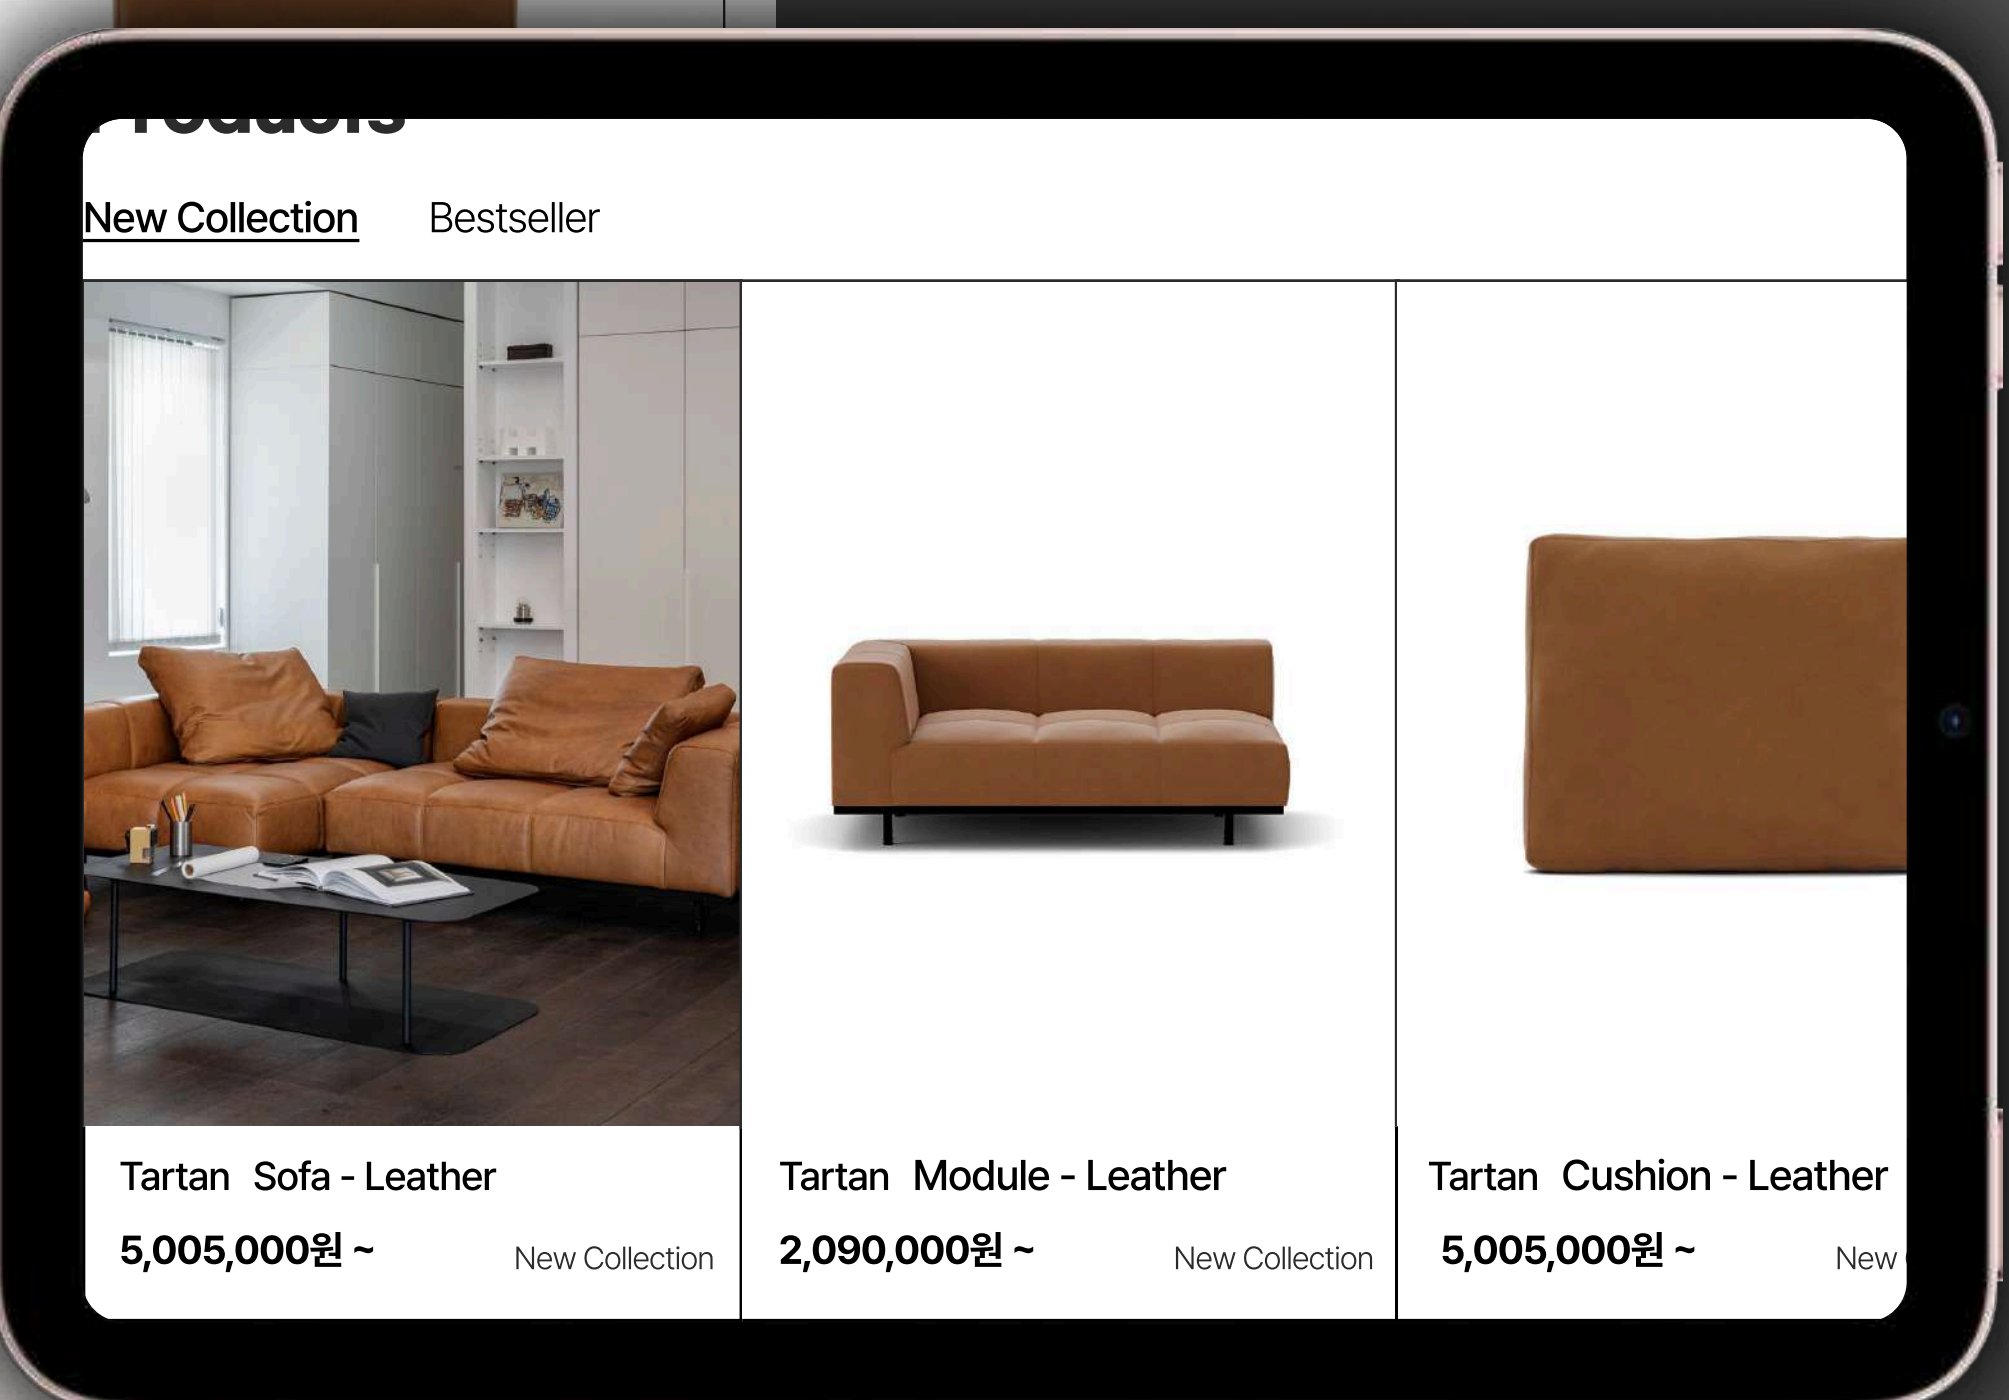 Products
New Collection Bestseller
Tartan Sofa - Leather
5,005,000원 ~ New Collection
Tartan Module - Leather
2,090,000원 ~ New Collection
Tartan Cushion - Leather
5,005,000원 ~ New